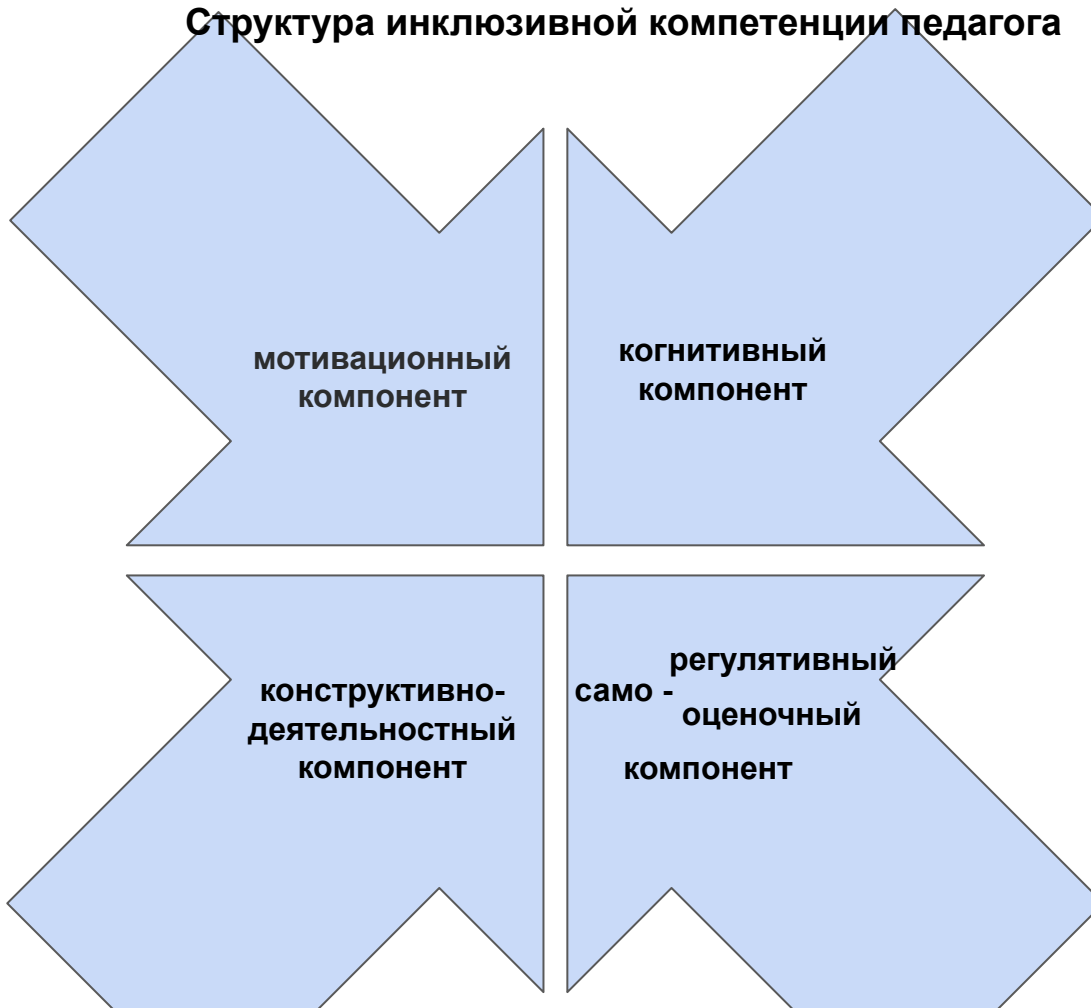 Структура инклюзивной компетенции педагога
мотивационный
компонент
когнитивный
компонент
конструктивно-
деятельностный
компонент
регулятивный
само -
оценочный
компонент